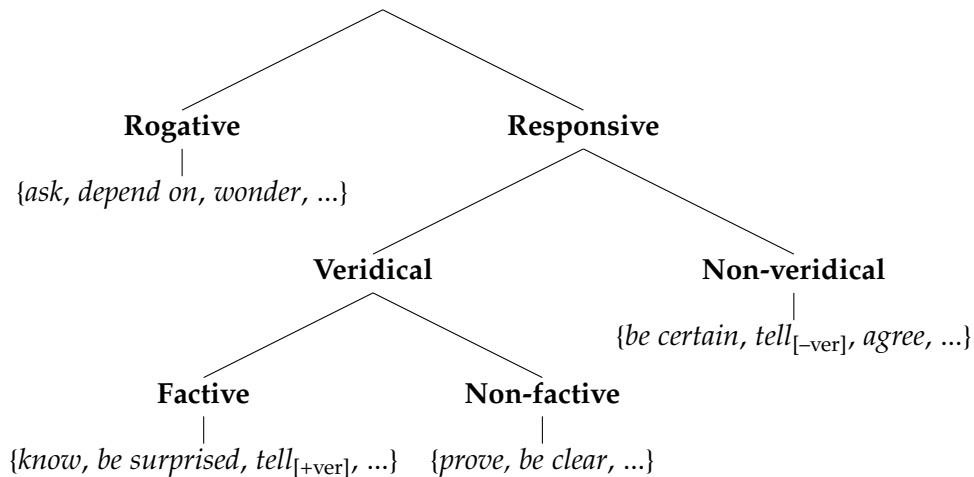 Rogative Responsive
{ask, depend on, wonder, ...}
Veridical Non-veridical
{be certain, tell[–ver], agree, ...}
Factive Non-factive
{know, be surprised, tell[+ver], ...} {prove, be clear, ...}